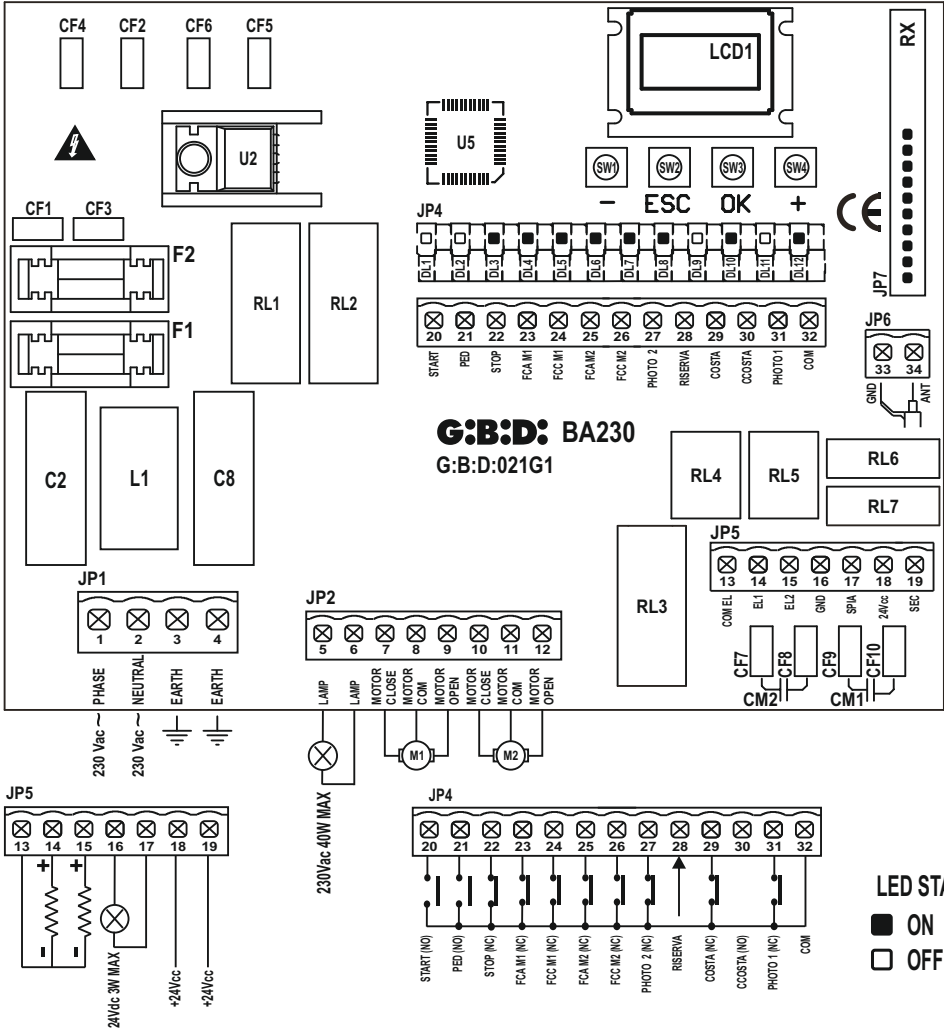 CF4 CF2 CF6 CF5
LCD1
RX
U2
U5
SW1 SW2 SW3 SW4
- ESC OK +
CF1 CF3
JP4
F2
DL1 DL2 DL3 DL4 DL5 DL6 DL7 DL8 DL9 DL10 DL11 DL12
CE
JP7
RL1 RL2
F1
20 21 22 23 24 25 26 27 28 29 30 31 32
START PED STOP FCA M1 FCC M1 FCA M2 FCC M2 PHOTO 2 RISERVA COSTA CCOSTA PHOTO 1 COM
JP6
33 34
GND ANT
G:B:D: BA230
G:B:D:021G1
C2 L1 C8
RL4 RL5 RL6
RL7
RL3
JP5
13 14 15 16 17 18 19
COM EL EL1 EL2 GND SPIA 24Vcc SEC
CF7 CF8 CF9 CF10
CM2 CM1
JP1
1 2 3 4
230 Vac ~ PHASE
230 Vac ~ NEUTRAL
EARTH
EARTH
JP2
5 6 7 8 9 10 11 12
LAMP
LAMP
MOTOR CLOSE
MOTOR COM
MOTOR OPEN
MOTOR CLOSE
MOTOR COM
MOTOR OPEN
M1 M2
230Vac 40W MAX
JP5
13 14 15 16 17 18 19
+ +
- -
24Vdc 3W MAX
+24Vcc
+24Vcc
JP4
20 21 22 23 24 25 26 27 28 29 30 31 32
START (NO)
PED (NO)
STOP (NC)
FCA M1 (NC)
FCC M1 (NC)
FCA M2 (NC)
FCC M2 (NC)
PHOTO 2 (NC)
RISERVA
COSTA (NC)
CCOSTA (NO)
PHOTO 1 (NC)
COM
LED STA
ON
OFF